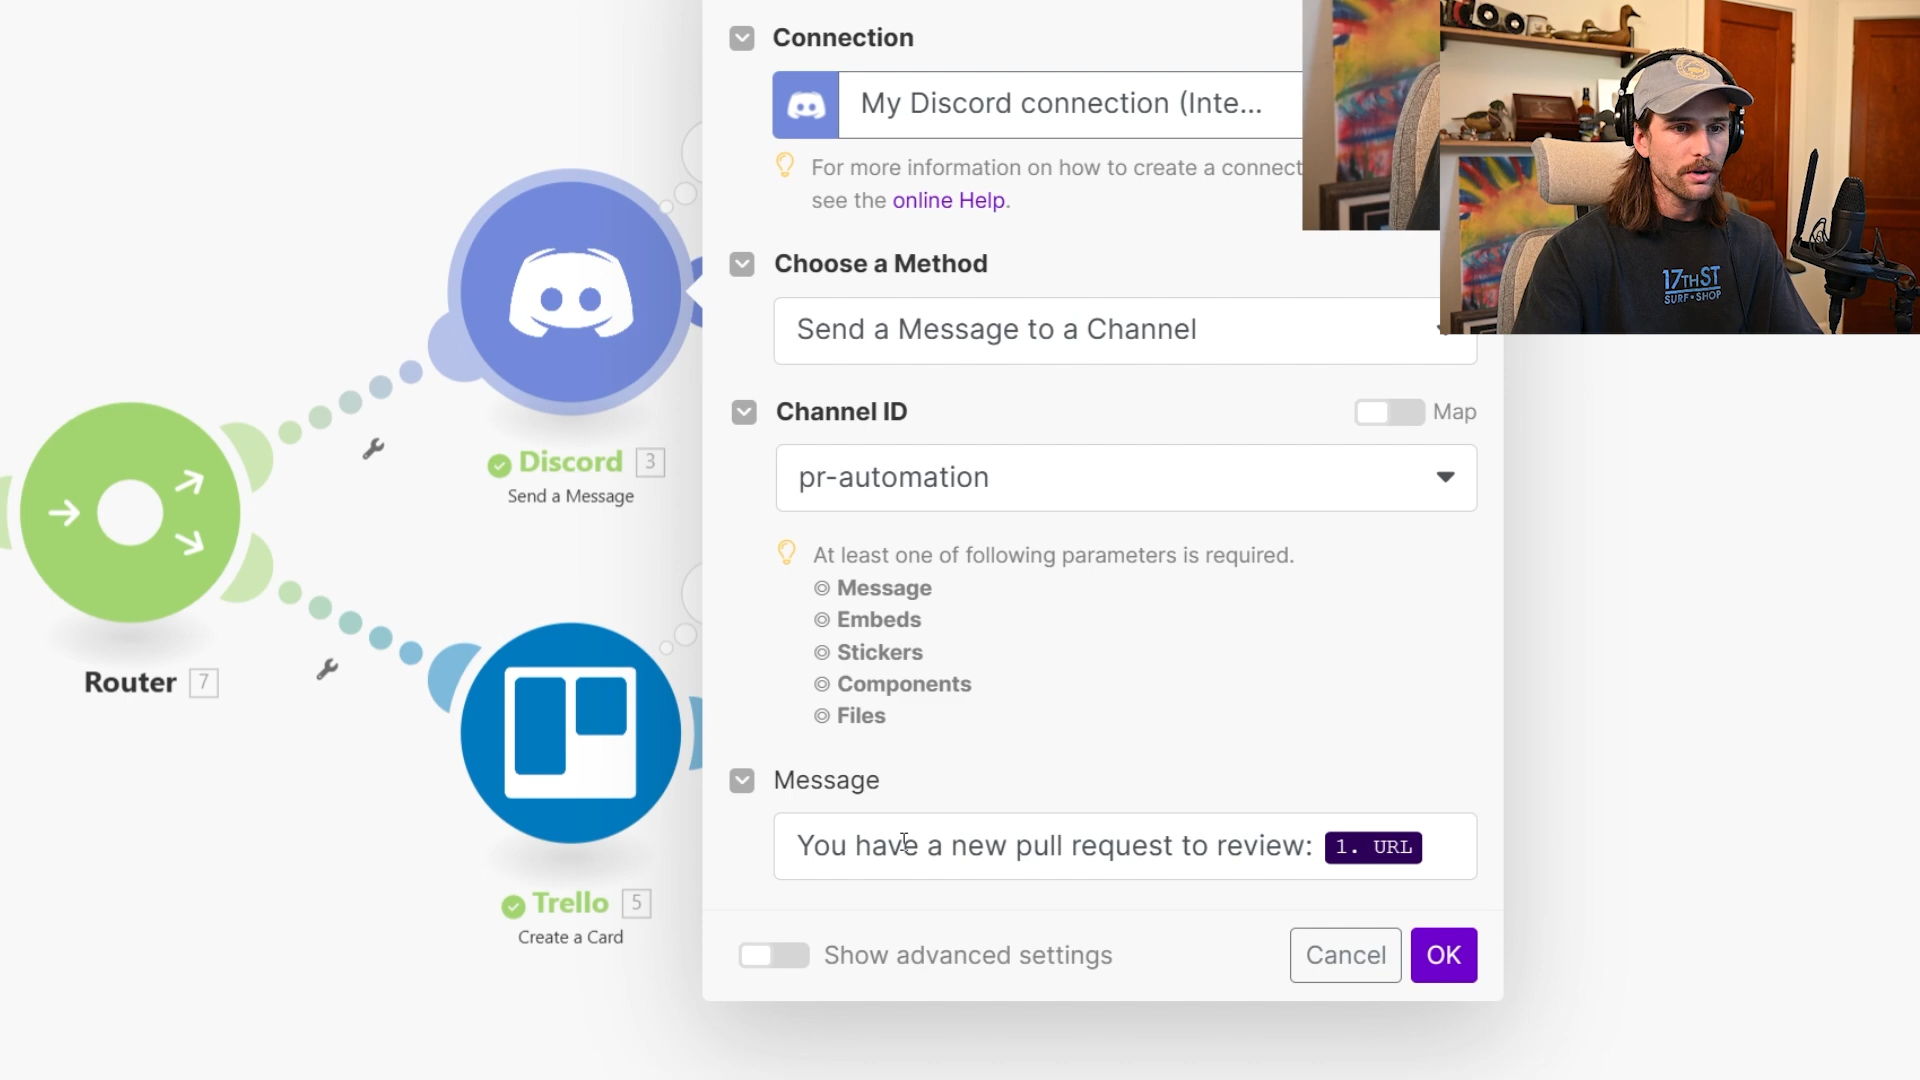 Connection
My Discord connection (Inte...
For more information on how to create a connect
see the online Help.
Choose a Method
Send a Message to a Channel
Channel ID
Map
pr-automation
At least one of following parameters is required.
Message
Embeds
Stickers
Components
Files
Message
You have a new pull request to review: 1. URL
Show advanced settings
Cancel
OK
Discord 3
Send a Message
Router 7
Trello 5
Create a Card
17TH ST
SURF • SHOP